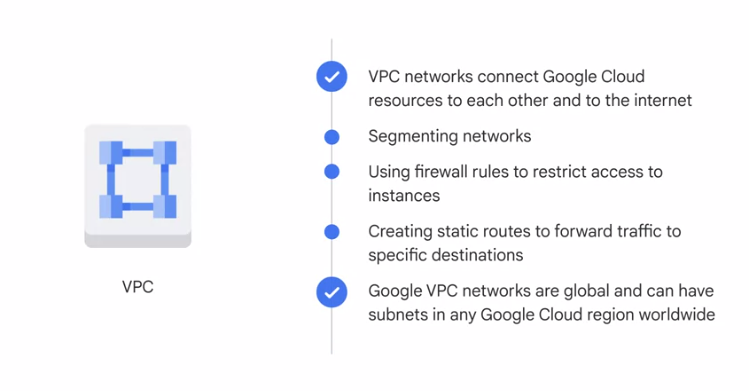 VPC networks connect Google Cloud
resources to each other and to the internet
Segmenting networks
Using firewall rules to restrict access to
instances
Creating static routes to forward traffic to
specific destinations
VPC
Google VPC networks are global and can have
subnets in any Google Cloud region worldwide